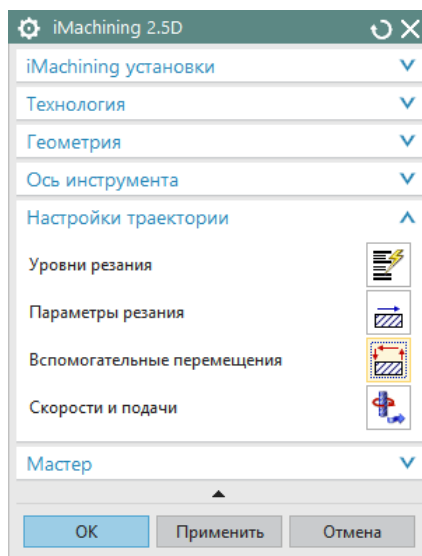 iMachining 2.5D
iMachining установки
Технология
Геометрия
Ось инструмента
Настройки траектории
Уровни резания
Параметры резания
Вспомогательные перемещения
Скорости и подачи
Мастер
ОК Применить Отмена